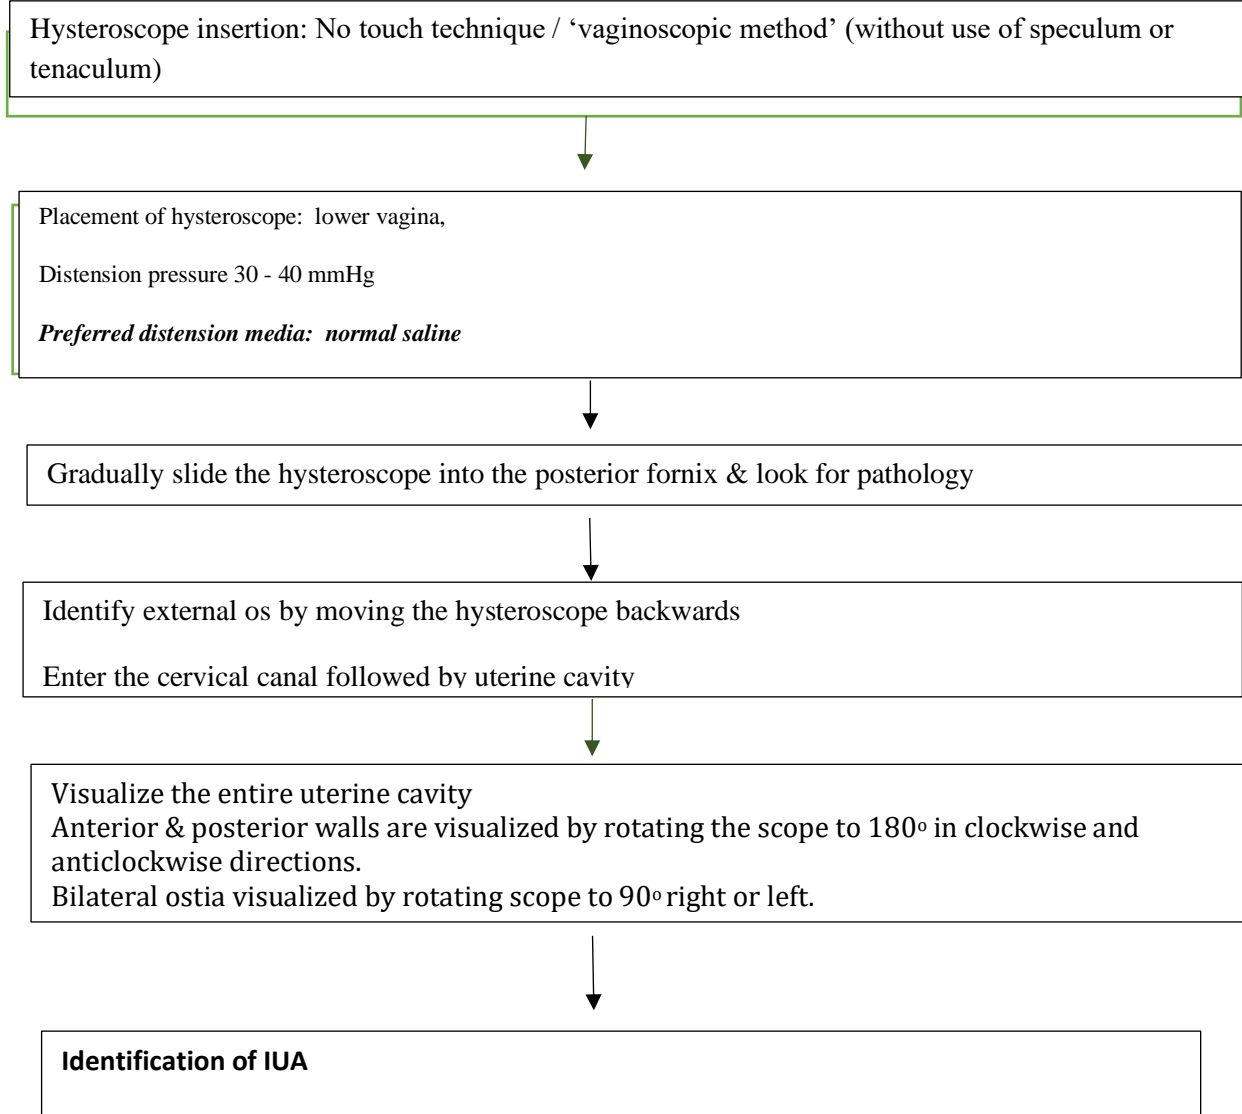 Hysteroscope insertion: No touch technique / ‘vaginoscopic method’ (without use of speculum or
tenaculum)
Placement of hysteroscope:  lower vagina,
Distension pressure 30 - 40 mmHg
Preferred distension media:  normal saline
Gradually slide the hysteroscope into the posterior fornix & look for pathology
Identify external os by moving the hysteroscope backwards
Enter the cervical canal followed by uterine cavity
Visualize the entire uterine cavity
Anterior & posterior walls are visualized by rotating the scope to 180o in clockwise and
anticlockwise directions.
Bilateral ostia visualized by rotating scope to 90o right or left.
Identification of IUA